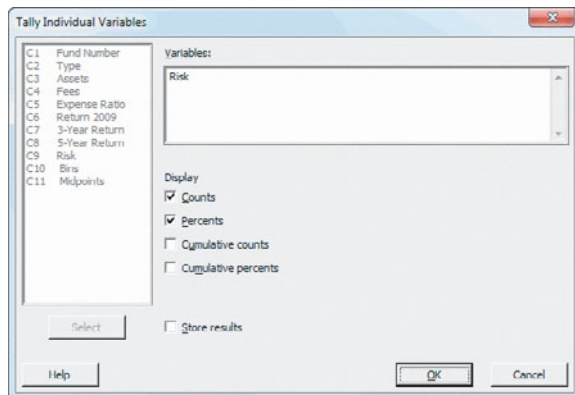 Tally Individual Variables
C1 Fund Number
C2 Type
C3 Assets
C4 Fees
C5 Expense Ratio
C6 Return 2009
C7 3-Year Return
C8 5-Year Return
C9 Risk
C10 Bins
C11 Midpoints
Select
Variables:
Risk
Display
Counts
Percents
Cumulative counts
Cumulative percents
Store results
Help
OK
Cancel